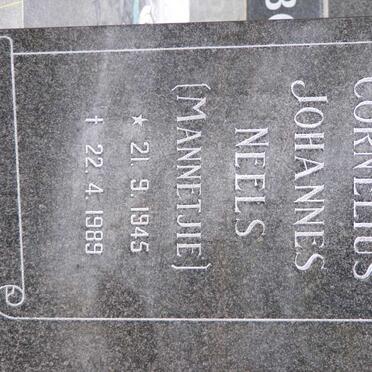 CORNELIUS
JOHANNES
NEELS
(MANNETJIE)
★ 21. 9. 1945
† 22. 4. 1989